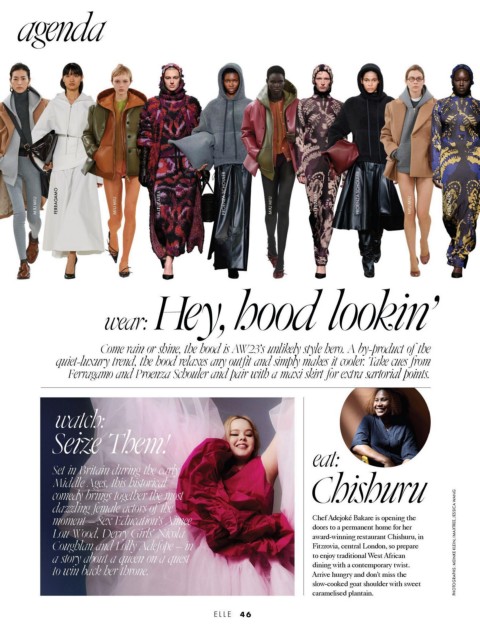 agenda
FERRAGAMO
MIU MIU
MIU MIU
wear: Hey, hood lookin'
Come rain or shine, the hood is AW23's unlikely style hero. A by-product of the
quiet-luxury trend, the hood relaxes any outfit and simply makes it cooler. Take cues from
Ferragamo and Proenza Schouler and pair with a maxi skirt for extra sartorial points.
watch:
Seize Them!
Set in Britain during the early
Middle Ages, this historical
comedy brings together the most
dazzling female actors of the
moment – Sex Education's Aimee
Lou Wood, Derry Girls' Nicola
Coughlan and Lolly Adefope – in
a story about a queen on a quest
to win back her throne.
eat:
Chishuru
Chef Adejoké Bakare is opening the
doors to a permanent home for her
award-winning restaurant Chishuru, in
Fitzrovia, central London, so prepare
to enjoy traditional West African
dining with a contemporary twist.
Arrive hungry and don't miss the
slow-cooked goat shoulder with sweet
caramelised plantain.
ELLE 46